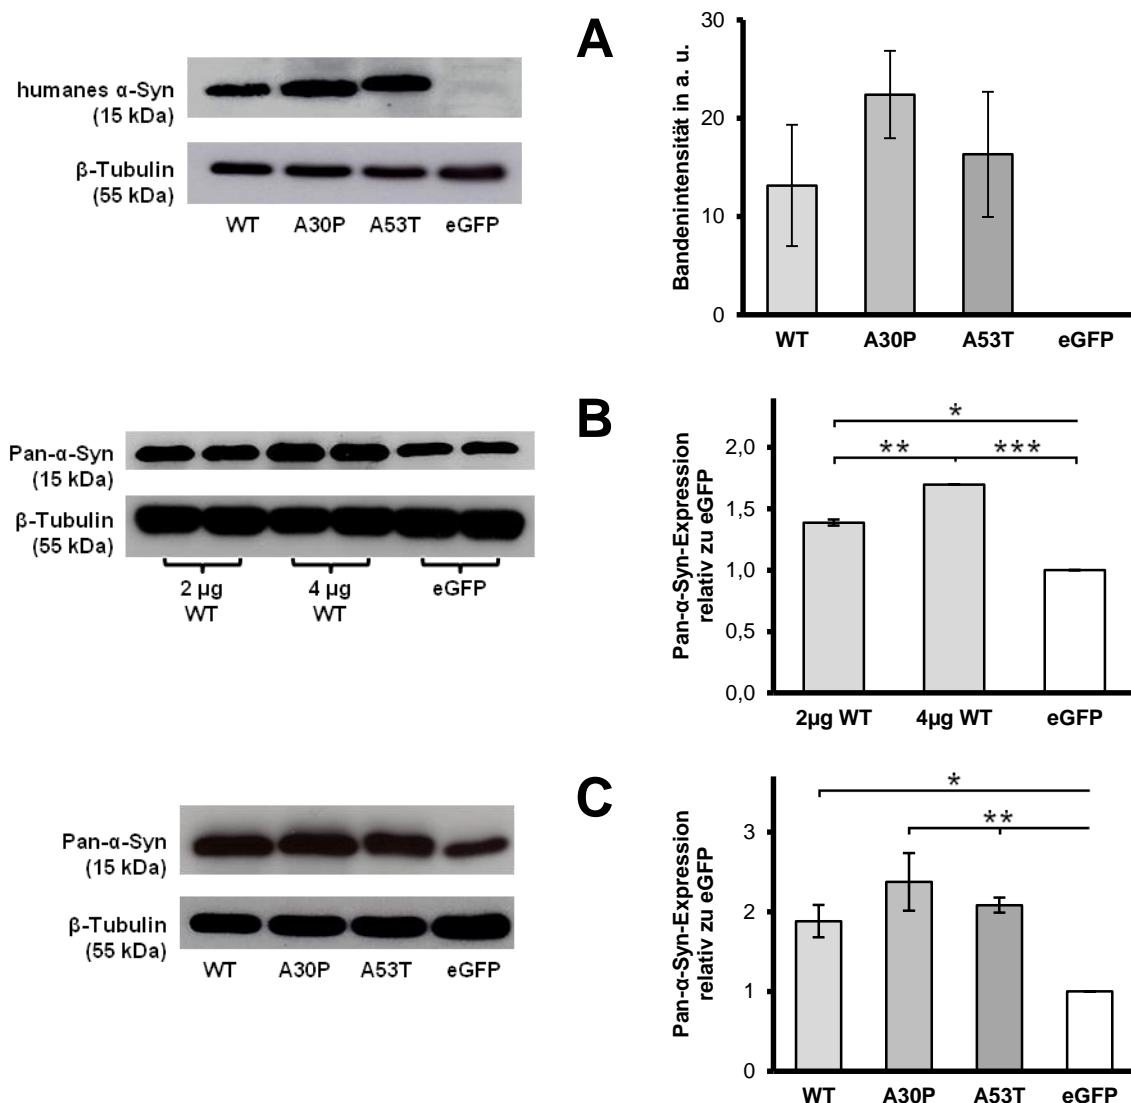 A
humanes α-Syn
(15 kDa)
β-Tubulin
(55 kDa)
WT A30P A53T eGFP
Bandenintensität in a. u.
30
20
10
0
WT A30P A53T eGFP
B
Pan-α-Syn
(15 kDa)
β-Tubulin
(55 kDa)
2 µg 4 µg eGFP
WT WT
Pan-α-Syn-Expression
relativ zu eGFP
*
** ***
2,0
1,5
1,0
0,5
0,0
2µg WT 4µg WT eGFP
C
Pan-α-Syn
(15 kDa)
β-Tubulin
(55 kDa)
WT A30P A53T eGFP
Pan-α-Syn-Expression
relativ zu eGFP
*
**
3
2
1
0
WT A30P A53T eGFP